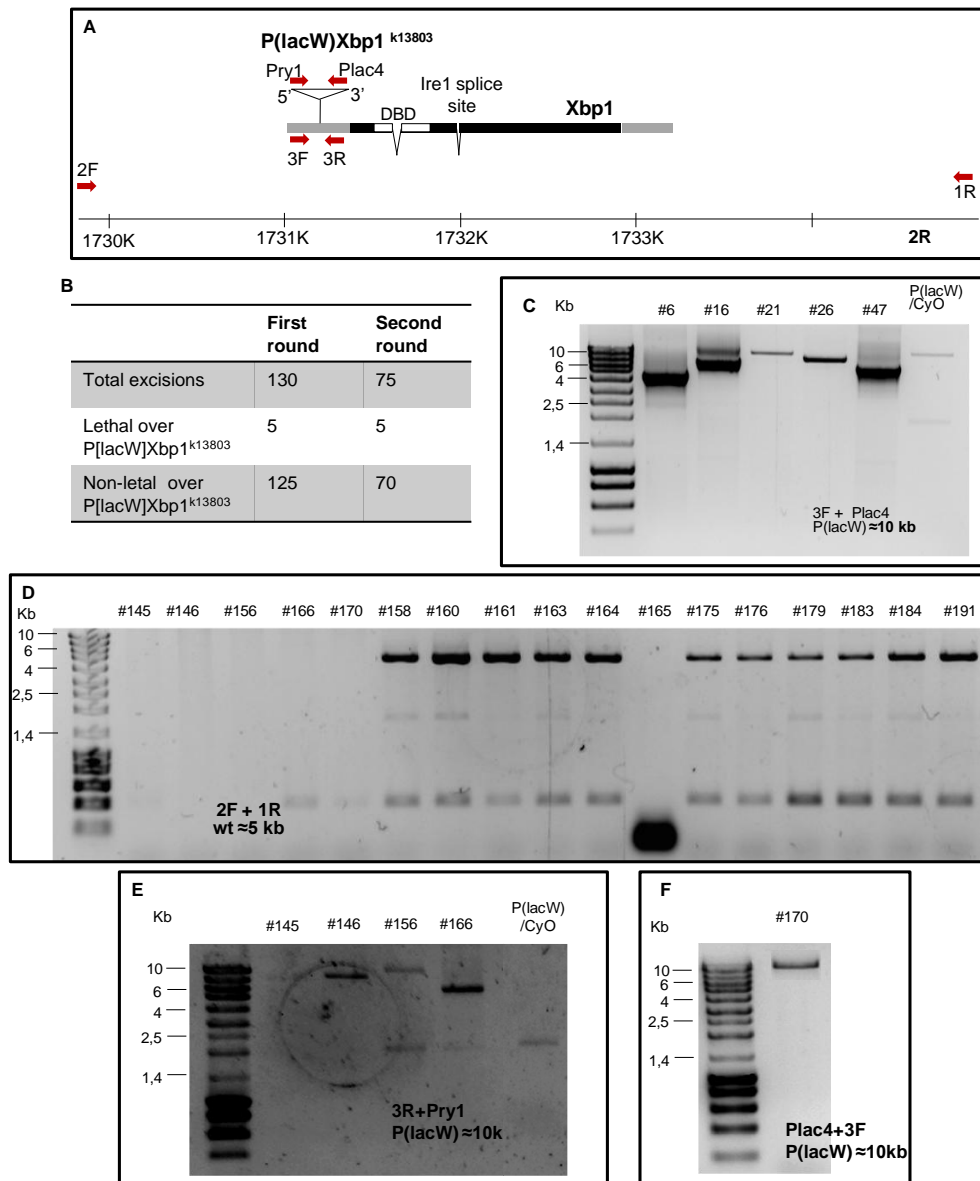 A
P(lacW)Xbp1 k13803
Pry1 Plac4
5’ 3’
Ire1 splice
site
DBD
Xbp1
3F 3R
2F
1R
1730K 1731K 1732K 1733K 2R
B
First
round
Second
round
Total excisions 130 75
Lethal over
P[lacW]Xbp1k13803
5 5
Non-letal over
P[lacW]Xbp1k13803
125 70
C Kb #6 #16 #21 #26 #47 P(lacW)
/CyO
10
6
4
2,5
1,4
3F + Plac4
P(lacW) ≈10 kb
D
Kb #145 #146 #156 #166 #170 #158 #160 #161 #163 #164 #165 #175 #176 #179 #183 #184 #191
10
6
4
2,5
1,4
2F + 1R
wt ≈5 kb
E
Kb #145 #146 #156 #166 P(lacW)
/CyO
10
6
4
2,5
1,4
3R+Pry1
P(lacW) ≈10k
F
Kb #170
10
6
4
2,5
1,4
Plac4+3F
P(lacW) ≈10kb